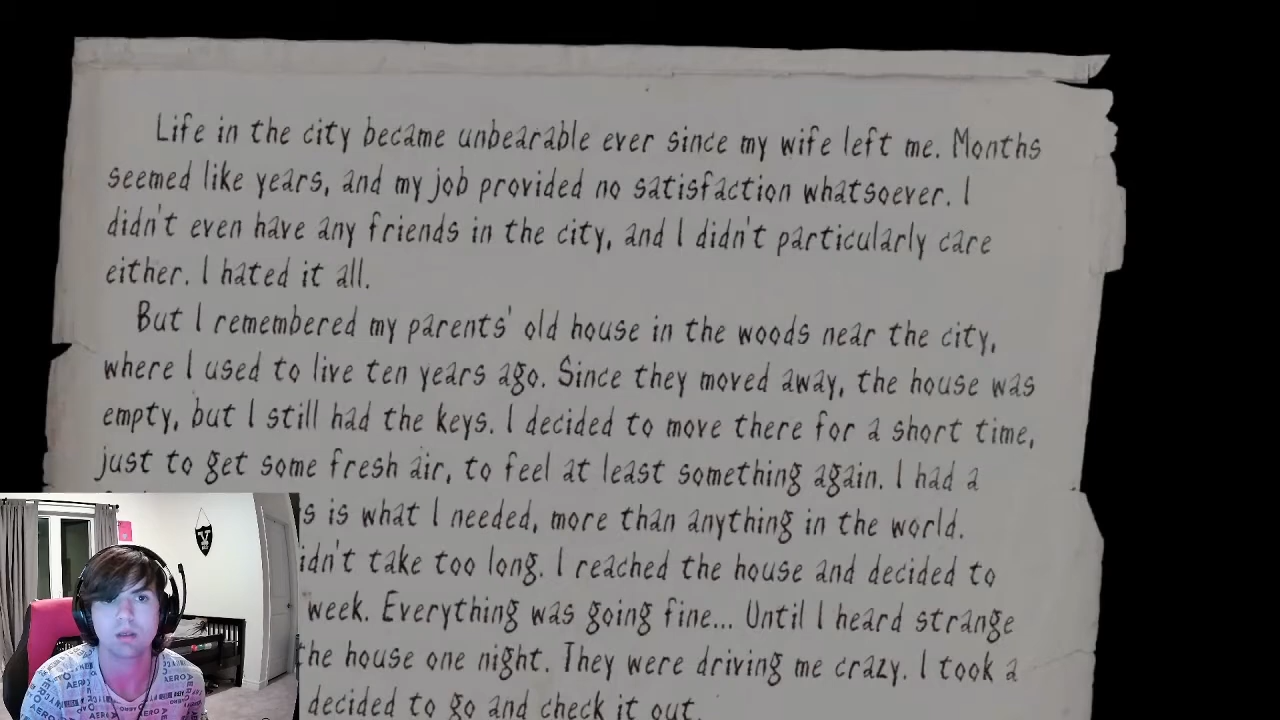 Life in the city became unbearable ever since my wife left me. Months
seemed like years, and my job provided no satisfaction whatsoever. I
didn't even have any friends in the city, and I didn't particularly care
either. I hated it all.
But I remembered my parents' old house in the woods near the city,
where I used to live ten years ago. Since they moved away, the house was
empty, but I still had the keys. I decided to move there for a short time,
just to get some fresh air, to feel at least something again. I had a
is what I needed, more than anything in the world.
take too long. I reached the house and decided to
week. Everything was going fine... Until I heard strange
the house one night. They were driving me crazy. I took a
decided to go and check it out.
AERO